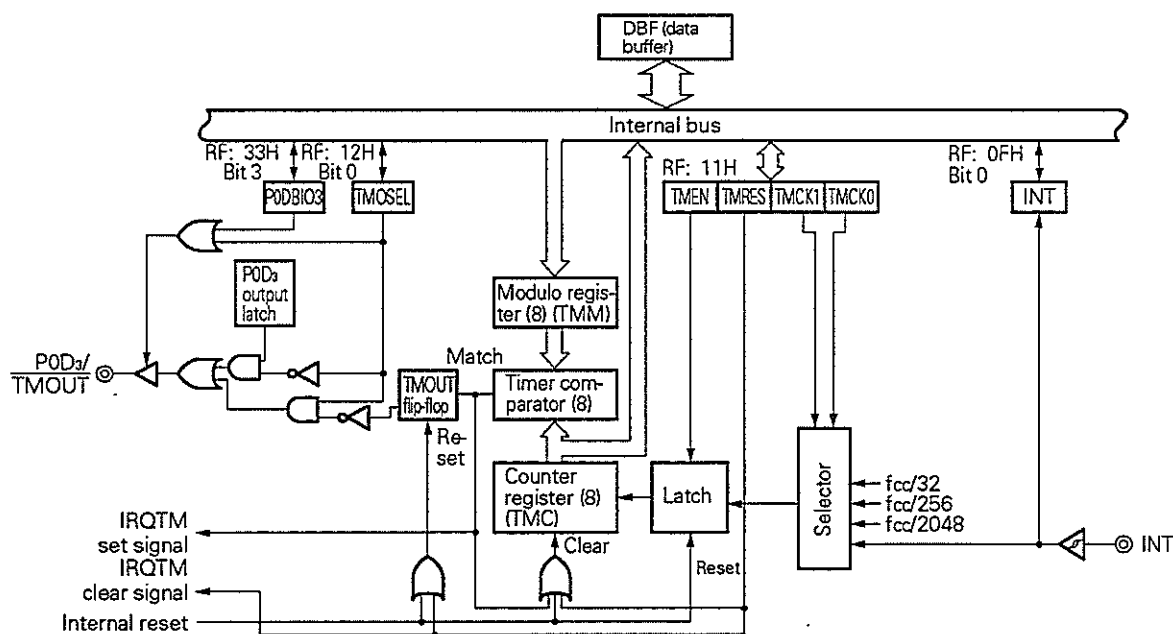 DBF (data
buffer)
Internal bus
RF: 33H
Bit 3
RF: 12H
Bit 0
RF: 11H
RF: 0FH
Bit 0
P0DBIO3
TMOSEL
TMEN
TMRES
TMCK1
TMCK0
INT
P0D3
output
latch
Modulo regis-
ter (8) (TMM)
P0D3/
TMOUT
Match
TMOUT
flip-flop
Timer com-
parator (8)
Re-
set
Counter
register (8)
(TMC)
Latch
Selector
fcc/32
fcc/256
fcc/2048
INT
IRQTM
set signal
Clear
Reset
IRQTM
clear signal
Internal reset